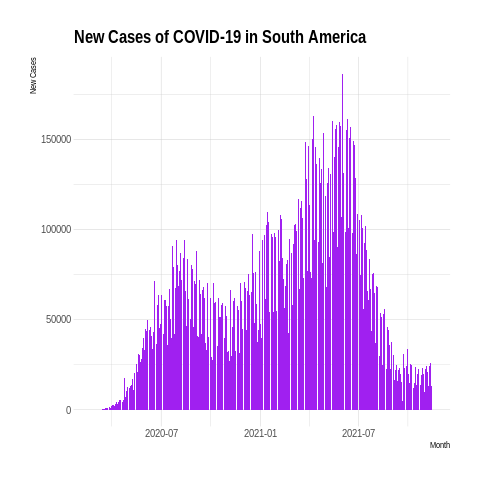 New Cases of COVID-19 in South America
New Cases
150000
100000
50000
0
2020-07
2021-01
2021-07
Month